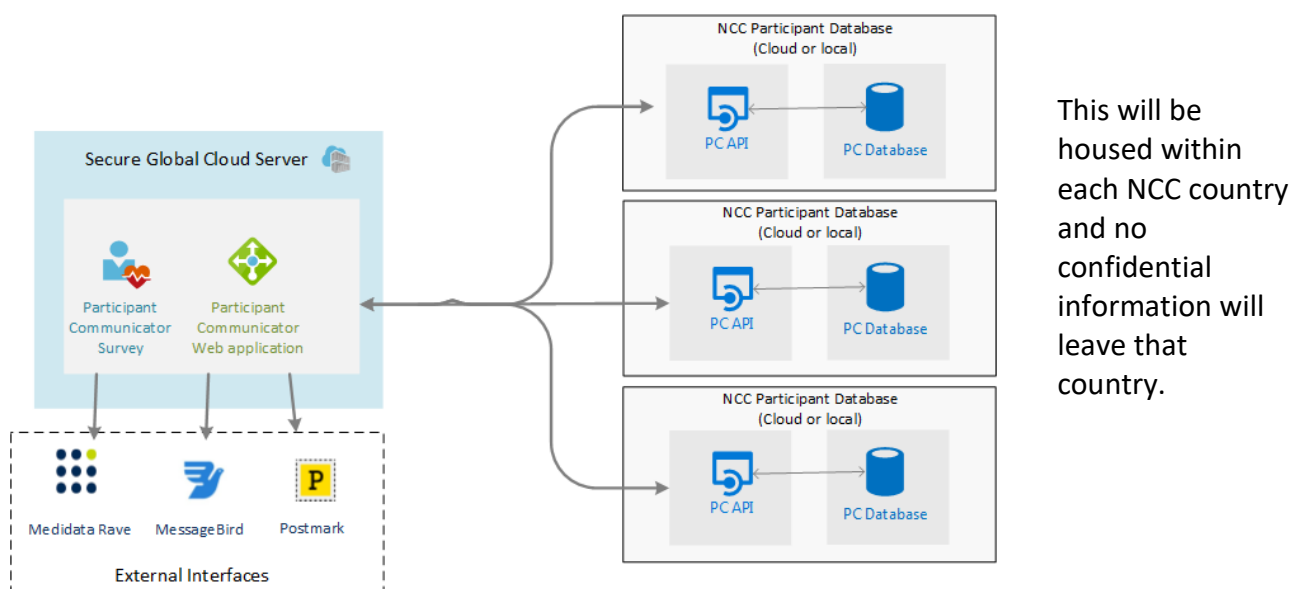 Secure Global Cloud Server
Participant
Communicator
Survey
Participant
Communicator
Web application
Medidata Rave
MessageBird
P
Postmark
External Interfaces
NCC Participant Database
(Cloud or local)
PC API
PC Database
NCC Participant Database
(Cloud or local)
PC API
PC Database
NCC Participant Database
(Cloud or local)
PC API
PC Database
This will be
housed within
each NCC country
and no
confidential
information will
leave that
country.